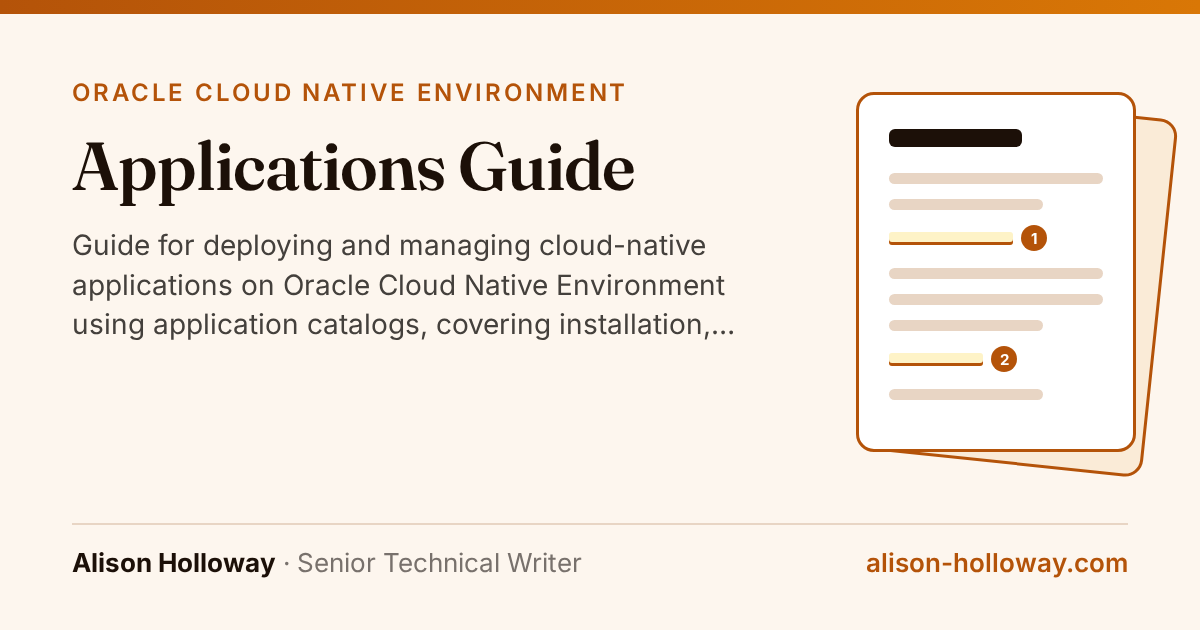 ORACLE CLOUD NATIVE ENVIRONMENT
Applications Guide
Guide for deploying and managing cloud-native
applications on Oracle Cloud Native Environment
using application catalogs, covering installation,...
1
2
Alison Holloway · Senior Technical Writer
alison-holloway.com